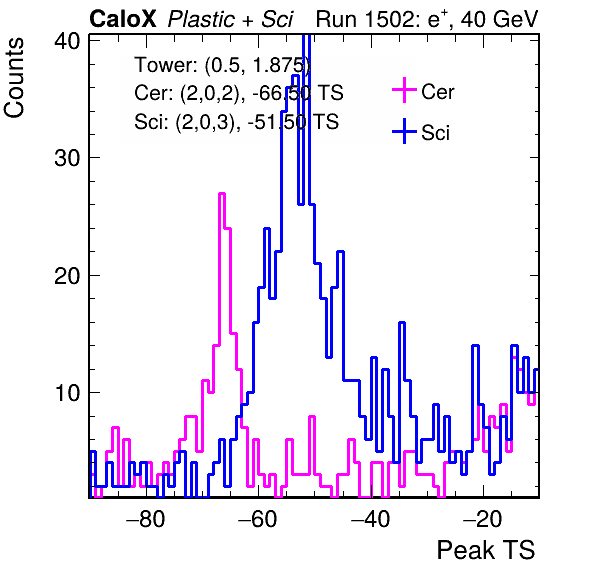 CaloX Plastic + Sci Run 1502: e+, 40 GeV
Counts
Tower: (0.5, 1.875)
Cer: (2,0,2), -66.50 TS
Sci: (2,0,3), -51.50 TS
Cer
Sci
40
30
20
10
−80 −60 −40 −20
Peak TS